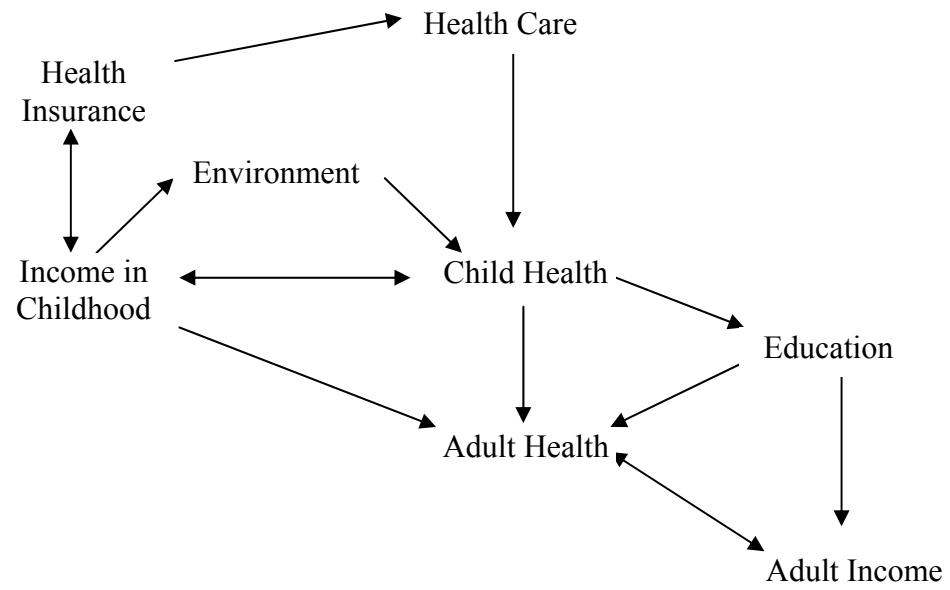 Health Care
Health
Insurance
Environment
Income in
Childhood
Child Health
Education
Adult Health
Adult Income